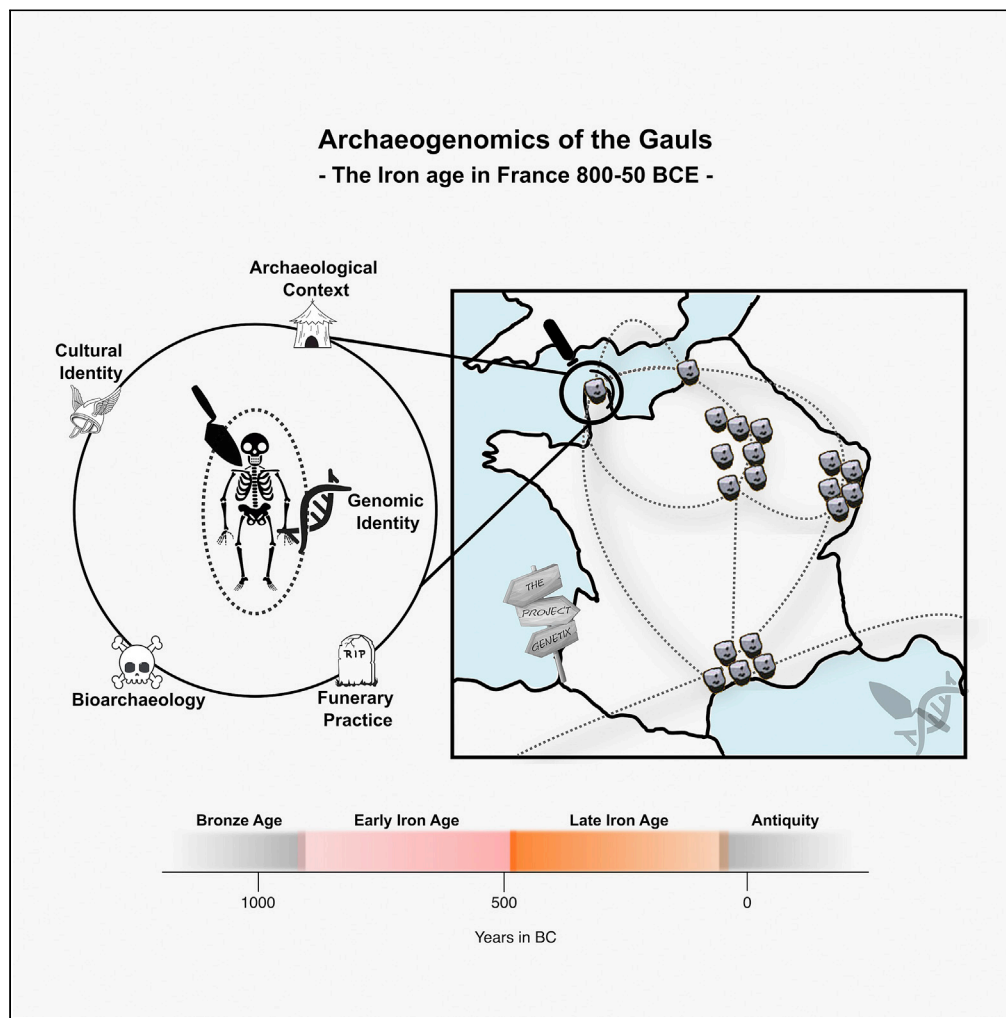 Archaeogenomics of the Gauls
- The Iron age in France 800-50 BCE -
Archaeological
Context
Cultural
Identity
Genomic
Identity
Bioarchaeology
RIP
Funerary
Practice
THE
PROJECT
GENETIX
Bronze Age
Early Iron Age
Late Iron Age
Antiquity
1000
500
0
Years in BC